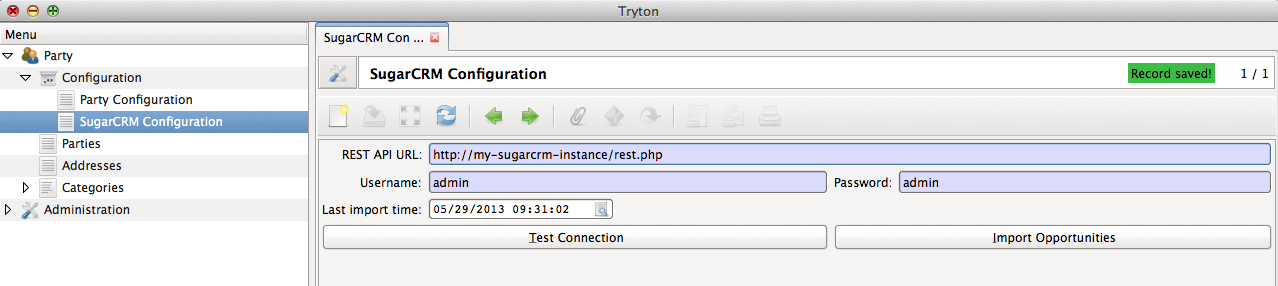 Tryton
Menu
Party
Configuration
Party Configuration
SugarCRM Configuration
Parties
Addresses
Categories
Administration
SugarCRM Con ...
SugarCRM Configuration
Record saved!
1 / 1
REST API URL: http://my-sugarcrm-instance/rest.php
Username: admin Password: admin
Last import time: 05/29/2013 09:31:02
Test Connection Import Opportunities